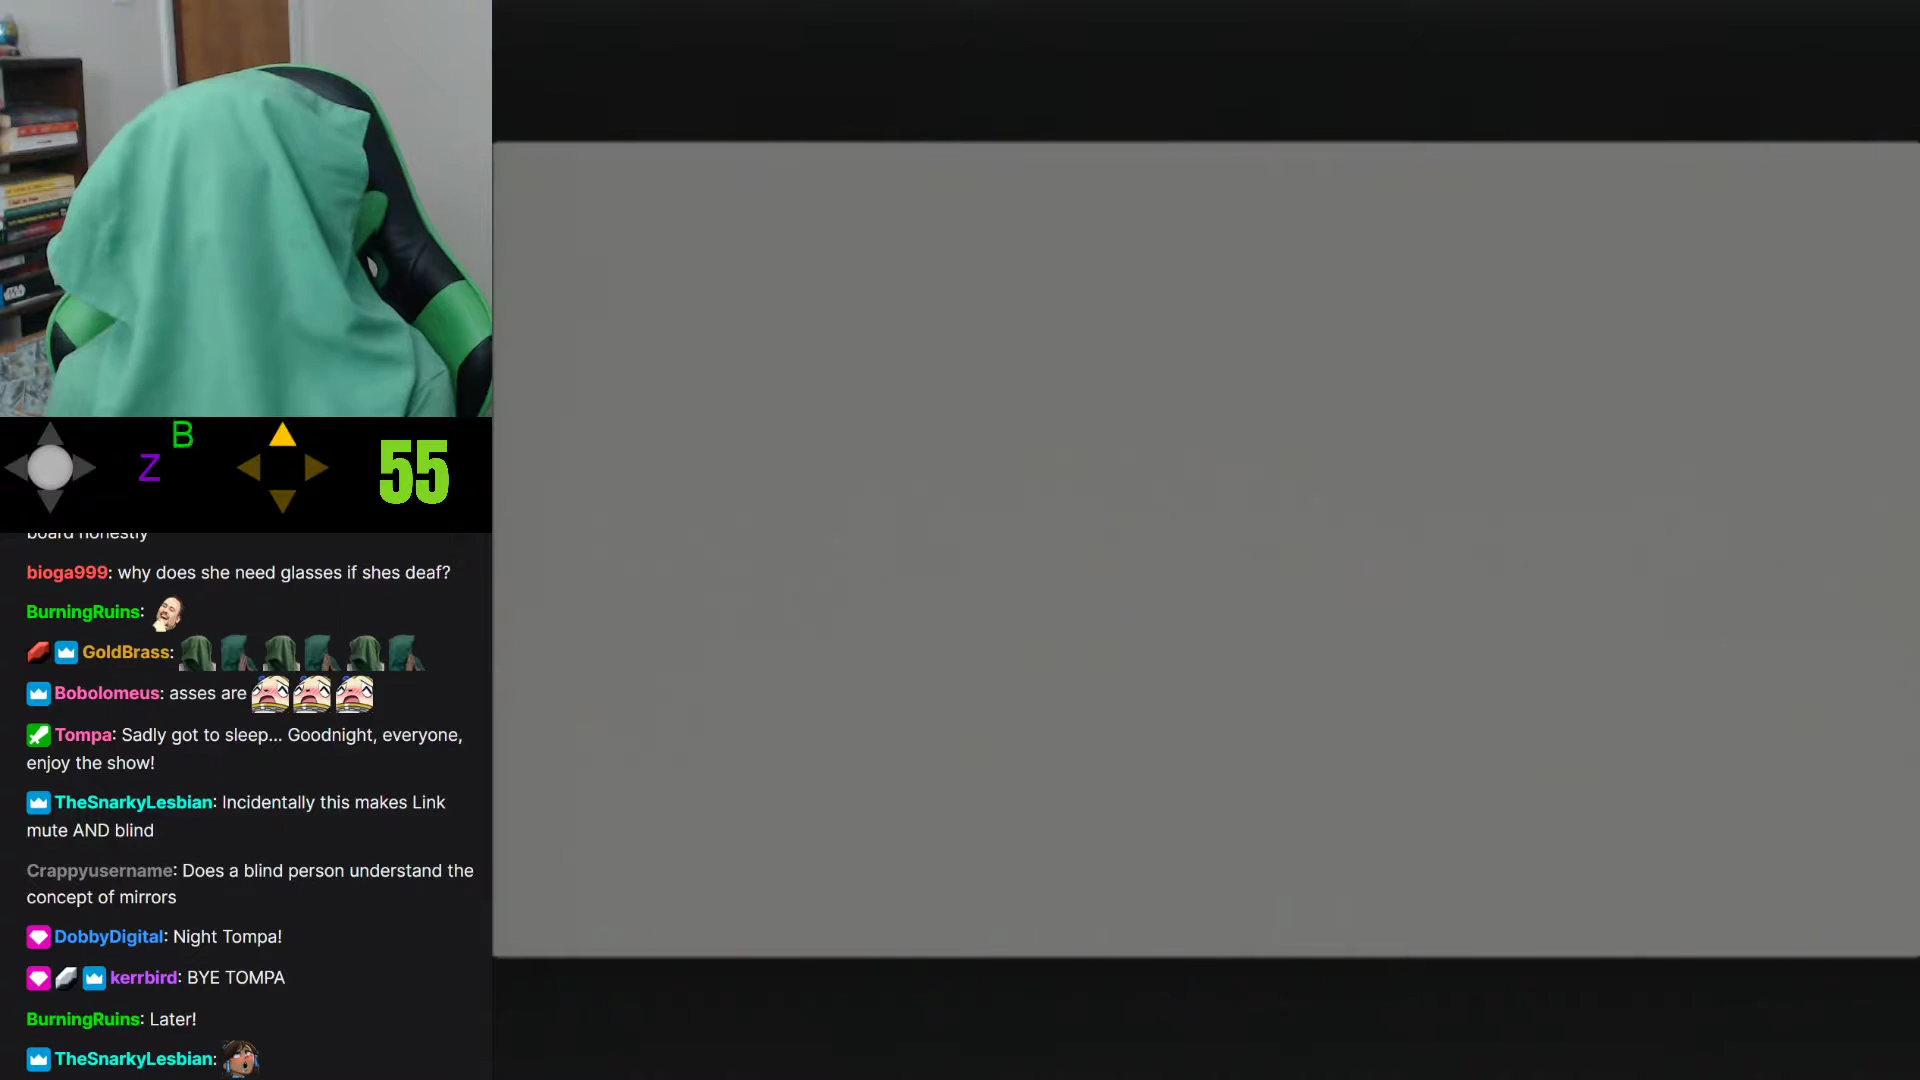 B
Z
55
board honestly
bioga999: why does she need glasses if shes deaf?
BurningRuins:
GoldBrass:
Bobolomeus: asses are
Tompa: Sadly got to sleep... Goodnight, everyone,
enjoy the show!
TheSnarkyLesbian: Incidentally this makes Link
mute AND blind
Crappyusername: Does a blind person understand the
concept of mirrors
DobbyDigital: Night Tompa!
kerrbird: BYE TOMPA
BurningRuins: Later!
TheSnarkyLesbian: